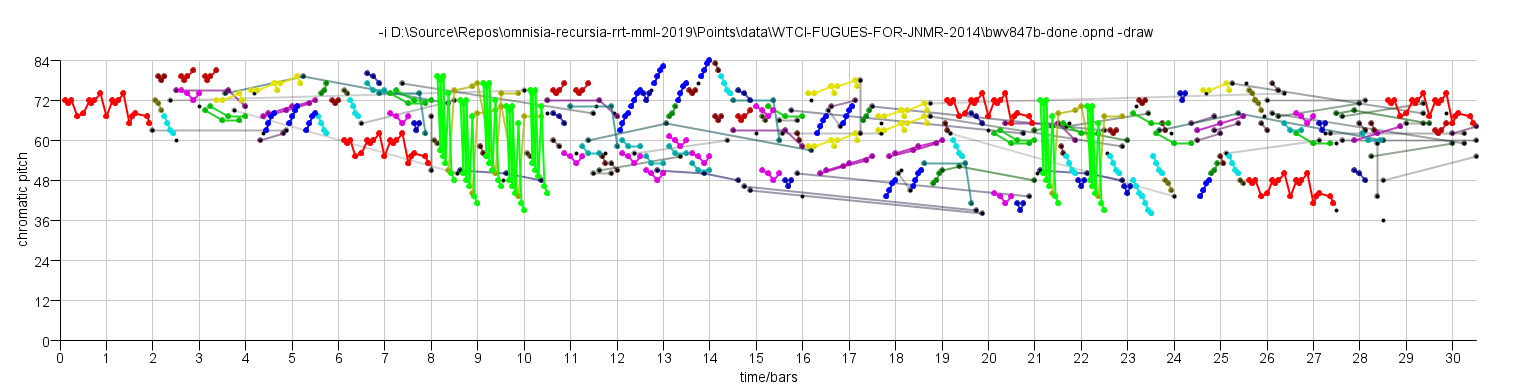 -i D:\Source\Repos\omnisia-recursia-rrt-mml-2019\Points\data\WTCI-FUGUES-FOR-JNMR-2014\bwv847b-done.opnd -draw
84
72
60
48
36
24
12
0
chromatic pitch
0 1 2 3 4 5 6 7 8 9 10 11 12 13 14 15 16 17 18 19 20 21 22 23 24 25 26 27 28 29 30
time/bars